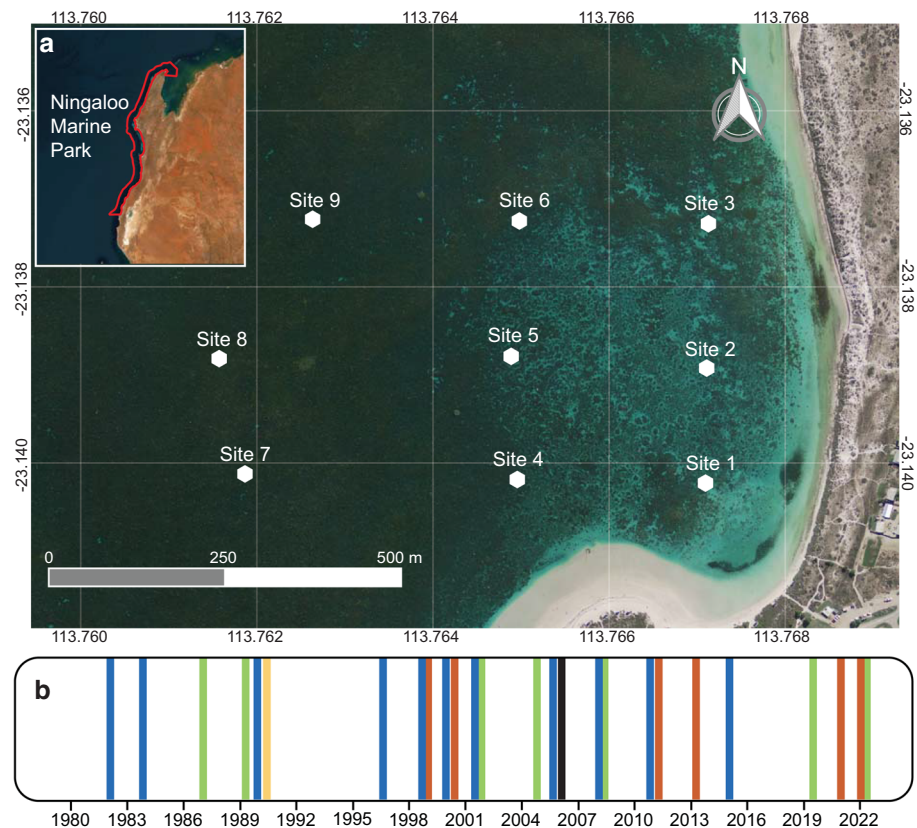 113.760 113.762 113.764 113.766 113.768
a
N
Ningaloo
Marine
Park
-23.136 -23.136
Site 9 Site 6 Site 3
-23.138 -23.138
Site 8 Site 5 Site 2
-23.140 -23.140
Site 7 Site 4 Site 1
0 250 500 m
113.760 113.762 113.764 113.766 113.768
b
1980 1983 1986 1989 1992 1995 1998 2001 2004 2007 2010 2013 2016 2019 2022